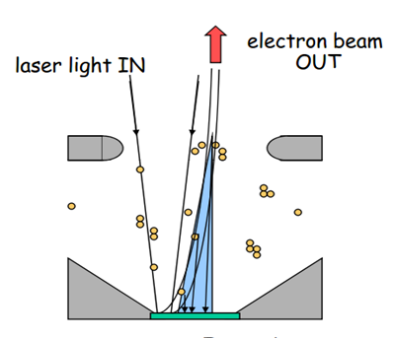 electron beam
OUT
laser light IN